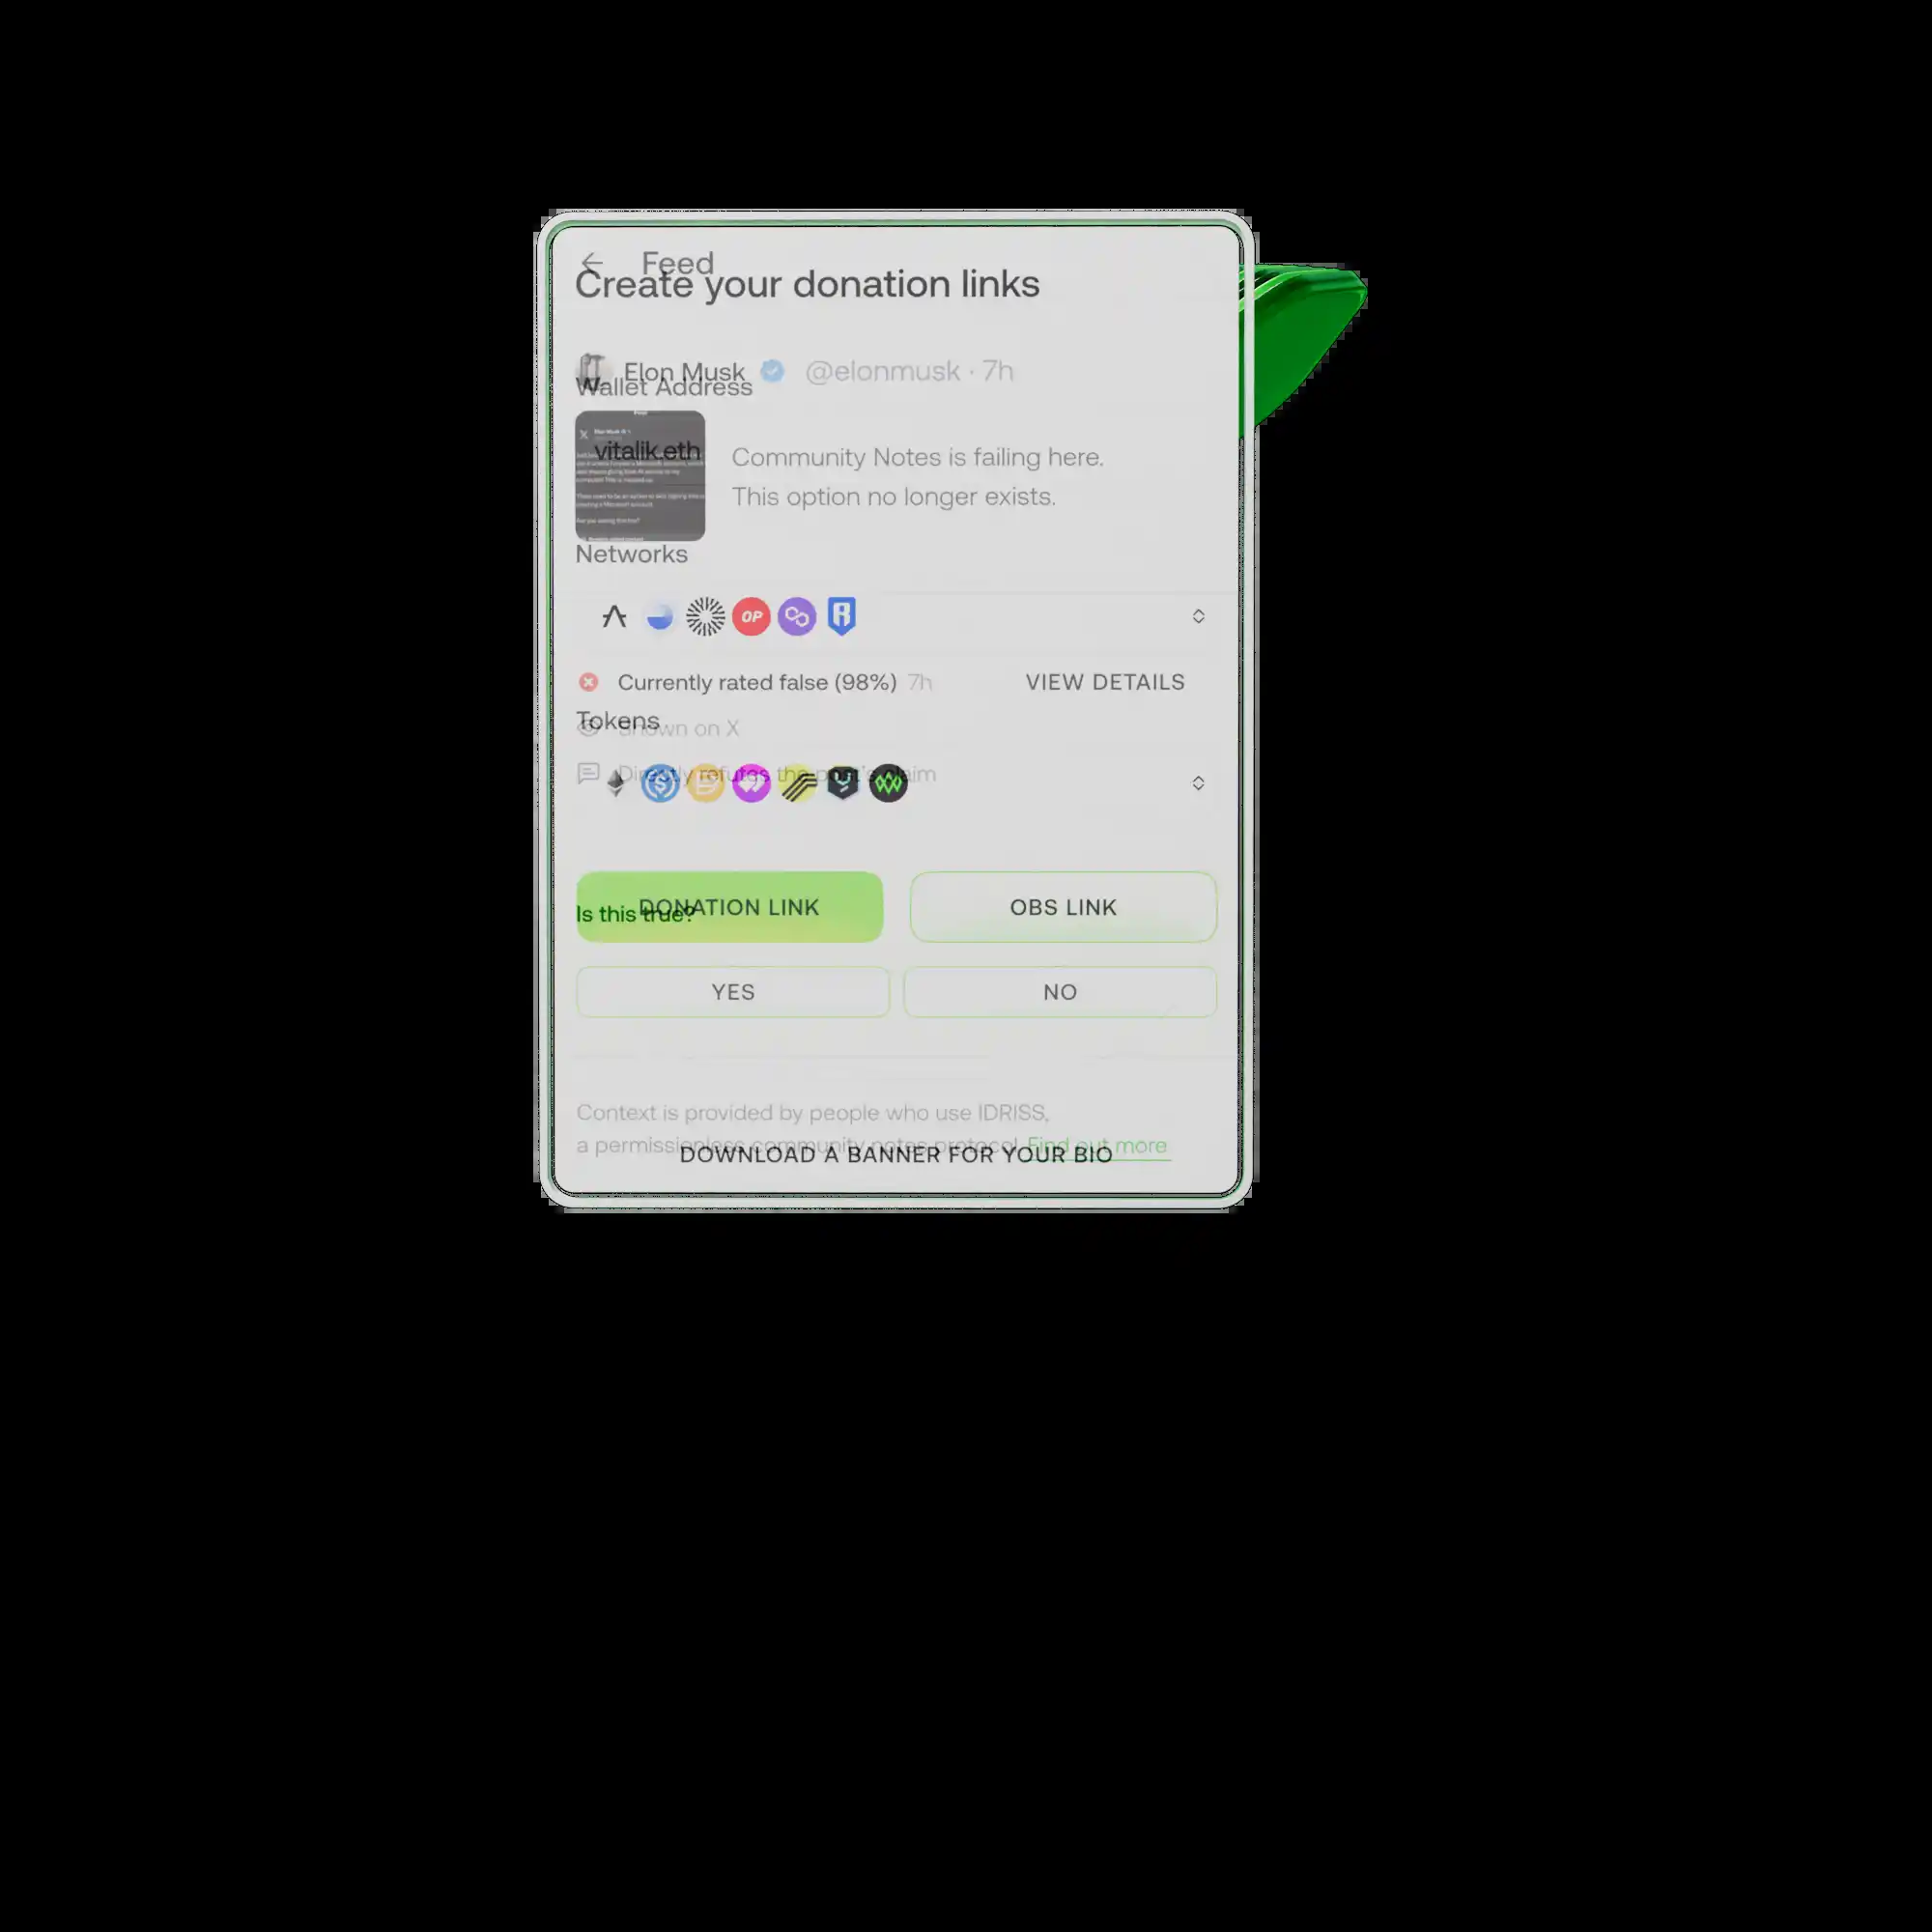 Feed
Create your donation links
Elon Musk @elonmusk · 7h
Wallet Address
vitalik.eth
Community Notes is failing here.
This option no longer exists.
Networks
OP
Currently rated false (98%) 7h VIEW DETAILS
Tokens
Shown on X
Directly refutes the post's claim
DONATION LINK OBS LINK
Is this true?
YES NO
Context is provided by people who use IDRISS,
a permissionless community notes protocol. Find out more
DOWNLOAD A BANNER FOR YOUR BIO